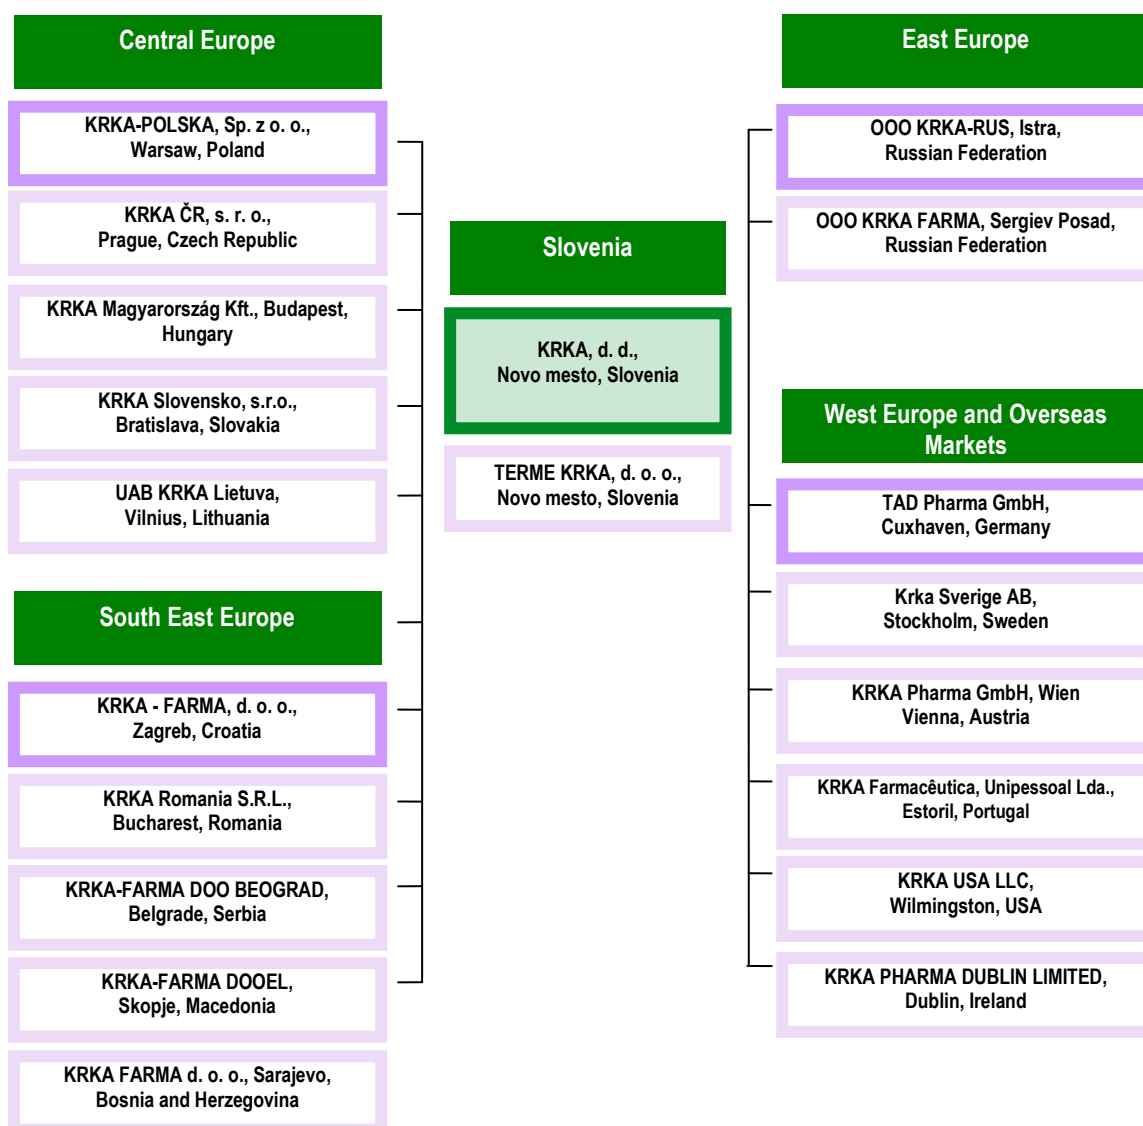 Central Europe
KRKA-POLSKA, Sp. z o. o.,
Warsaw, Poland
KRKA ČR, s. r. o.,
Prague, Czech Republic
KRKA Magyarország Kft., Budapest,
Hungary
KRKA Slovensko, s.r.o.,
Bratislava, Slovakia
UAB KRKA Lietuva,
Vilnius, Lithuania
South East Europe
KRKA - FARMA, d. o. o.,
Zagreb, Croatia
KRKA Romania S.R.L.,
Bucharest, Romania
KRKA-FARMA DOO BEOGRAD,
Belgrade, Serbia
KRKA-FARMA DOOEL,
Skopje, Macedonia
KRKA FARMA d. o. o., Sarajevo,
Bosnia and Herzegovina
Slovenia
KRKA, d. d.,
Novo mesto, Slovenia
TERME KRKA, d. o. o.,
Novo mesto, Slovenia
East Europe
OOO KRKA-RUS, Istra,
Russian Federation
OOO KRKA FARMA, Sergiev Posad,
Russian Federation
West Europe and Overseas
Markets
TAD Pharma GmbH,
Cuxhaven, Germany
Krka Sverige AB,
Stockholm, Sweden
KRKA Pharma GmbH, Wien
Vienna, Austria
KRKA Farmacêutica, Unipessoal Lda.,
Estoril, Portugal
KRKA USA LLC,
Wilmingston, USA
KRKA PHARMA DUBLIN LIMITED,
Dublin, Ireland